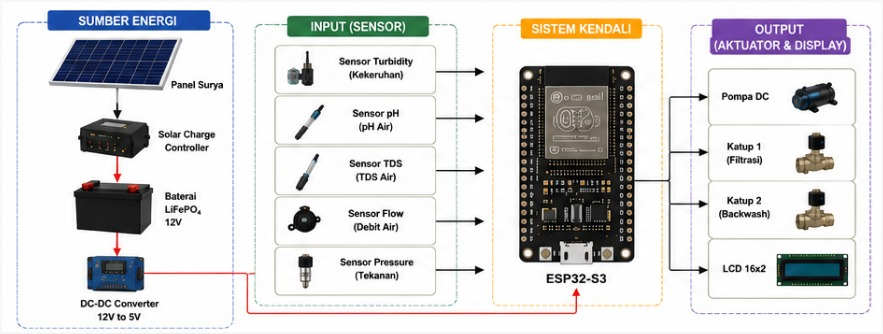 SUMBER ENERGI
Panel Surya
Solar Charge
Controller
Baterai
LiFePO₄
12V
DC-DC Converter
12V to 5V
INPUT (SENSOR)
Sensor Turbidity
(Kekeruhan)
Sensor pH
(pH Air)
Sensor TDS
(TDS Air)
Sensor Flow
(Debit Air)
Sensor Pressure
(Tekanan)
SISTEM KENDALI
ESP32-S3
OUTPUT
(AKTUATOR & DISPLAY)
Pompa DC
Katup 1
(Filtrasi)
Katup 2
(Backwash)
LCD 16x2